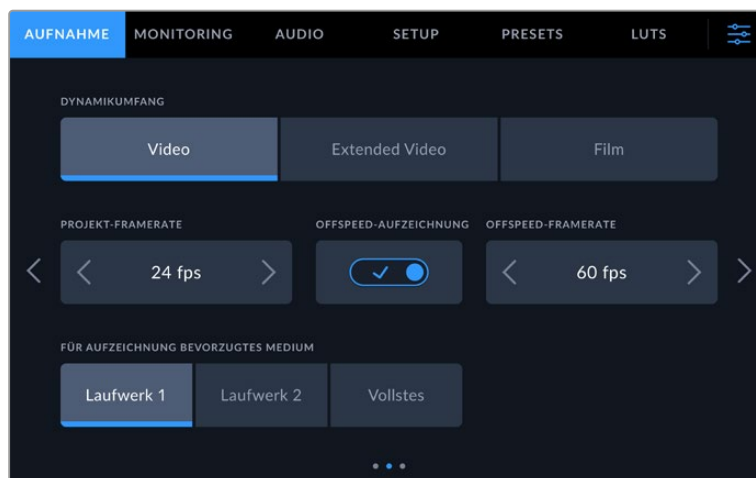 AUFNAHME MONITORING AUDIO SETUP PRESETS LUTS
DYNAMIKUMFANG
Video Extended Video Film
PROJEKT-FRAMERATE OFFSPEED-AUFZEICHNUNG OFFSPEED-FRAMERATE
24 fps 60 fps
FÜR AUFZEICHNUNG BEVORZUGTES MEDIUM
Laufwerk 1 Laufwerk 2 Vollstes